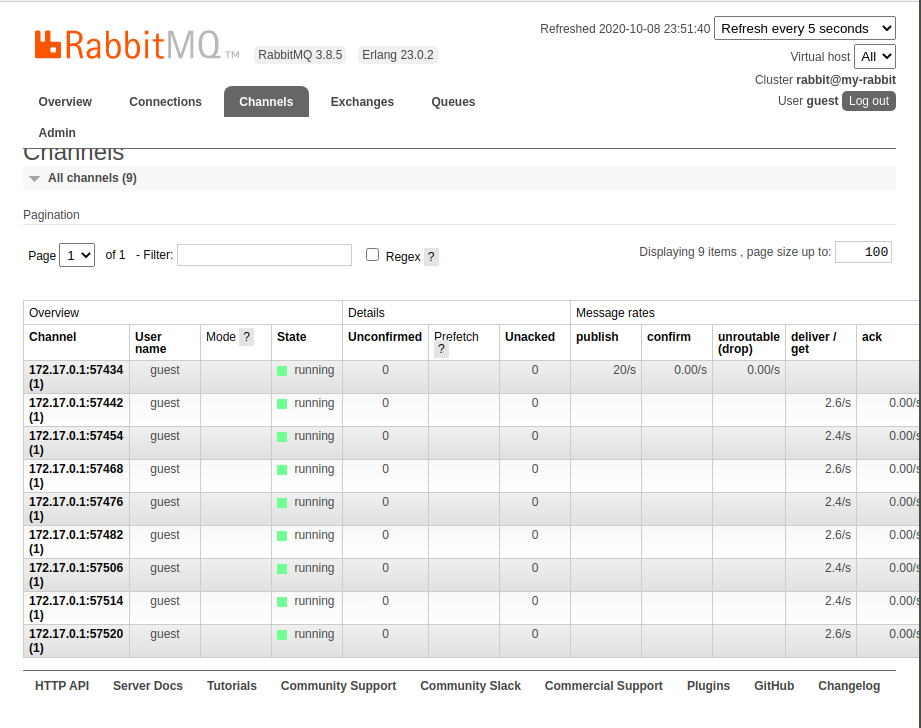 RabbitMQ TM RabbitMQ 3.8.5 Erlang 23.0.2
Refreshed 2020-10-08 23:51:40 Refresh every 5 seconds
Virtual host All
Cluster rabbit@my-rabbit
User guest Log out
Overview Connections Channels Exchanges Queues
Admin
Channels
All channels (9)
Pagination
Page 1 of 1 - Filter: Regex ? Displaying 9 items , page size up to: 100
Overview Details Message rates
Channel User name Mode ? State Unconfirmed Prefetch ? Unacked publish confirm unroutable (drop) deliver / get ack
172.17.0.1:57434 (1) guest running 0 0 20/s 0.00/s 0.00/s
172.17.0.1:57442 (1) guest running 0 0 2.6/s 0.00/s
172.17.0.1:57454 (1) guest running 0 0 2.4/s 0.00/s
172.17.0.1:57468 (1) guest running 0 0 2.6/s 0.00/s
172.17.0.1:57476 (1) guest running 0 0 2.4/s 0.00/s
172.17.0.1:57482 (1) guest running 0 0 2.6/s 0.00/s
172.17.0.1:57506 (1) guest running 0 0 2.4/s 0.00/s
172.17.0.1:57514 (1) guest running 0 0 2.4/s 0.00/s
172.17.0.1:57520 (1) guest running 0 0 2.6/s 0.00/s
HTTP API Server Docs Tutorials Community Support Community Slack Commercial Support Plugins GitHub Changelog